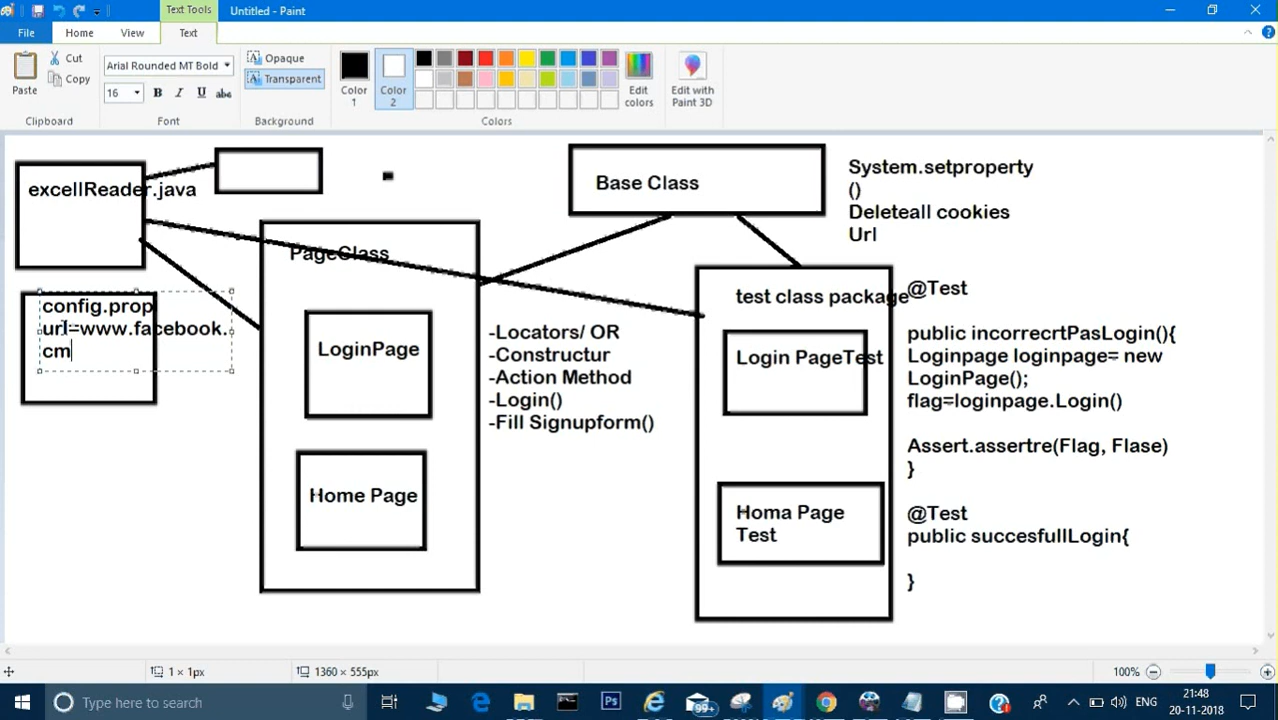 Text Tools
Untitled - Paint
File
Home
View
Text
Paste
Cut
Copy
Clipboard
Arial Rounded MT Bold
16
B I U abc
Font
Opaque
Transparent
Background
Color
1
Color
2
Edit
colors
Colors
Edit with
Paint 3D
excellReader.java
config.prop
url=www.facebook.
cm
PageClass
LoginPage
Home Page
Base Class
System.setproperty
()
Deleteall cookies
Url
-Locators/ OR
-Constructur
-Action Method
-Login()
-Fill Signupform()
test class package
Login PageTest
Homa Page
Test
@Test
public incorrecrtPasLogin(){
Loginpage loginpage= new
LoginPage();
flag=loginpage.Login()
Assert.assertre(Flag, Flase)
}
@Test
public succesfullLogin{
}
1 × 1px
1360 × 555px
100%
Type here to search
Ps
99+
ENG
21:48
20-11-2018